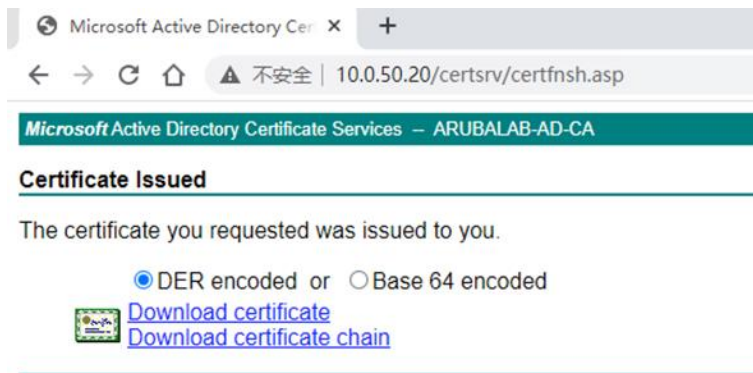 Microsoft Active Directory Cer
不安全 | 10.0.50.20/certsrv/certfnsh.asp
Microsoft Active Directory Certificate Services -- ARUBALAB-AD-CA
Certificate Issued
The certificate you requested was issued to you.
DER encoded or Base 64 encoded
Download certificate
Download certificate chain